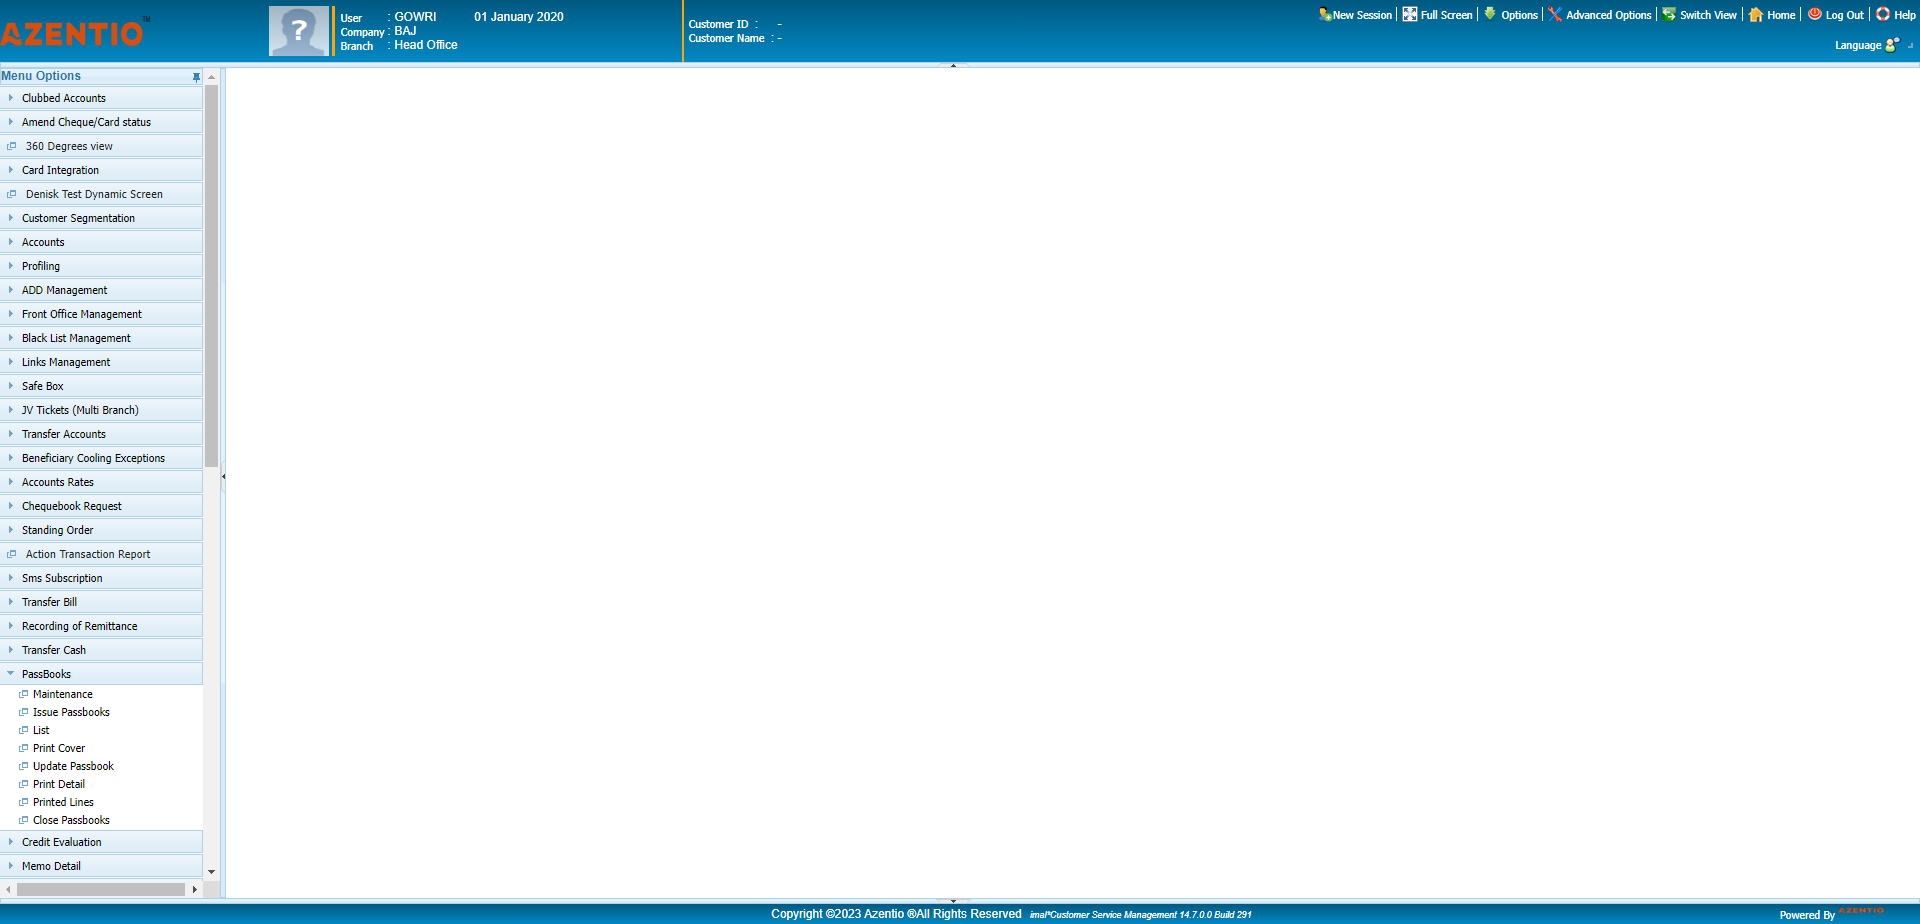 AZENTIO™
User : GOWRI 01 January 2020
Company : BAJ
Branch : Head Office
Customer ID : -
Customer Name : -
New Session | Full Screen | Options | Advanced Options | Switch View | Home | Log Out | Help
Language
Menu Options
Clubbed Accounts
Amend Cheque/Card status
360 Degrees view
Card Integration
Denisk Test Dynamic Screen
Customer Segmentation
Accounts
Profiling
ADD Management
Front Office Management
Black List Management
Links Management
Safe Box
JV Tickets (Multi Branch)
Transfer Accounts
Beneficiary Cooling Exceptions
Accounts Rates
Chequebook Request
Standing Order
Action Transaction Report
Sms Subscription
Transfer Bill
Recording of Remittance
Transfer Cash
PassBooks
Maintenance
Issue Passbooks
List
Print Cover
Update Passbook
Print Detail
Printed Lines
Close Passbooks
Credit Evaluation
Memo Detail
Copyright ©2023 Azentio ®All Rights Reserved imal*Customer Service Management 14.7.0.0 Build 291
Powered By AZENTIO